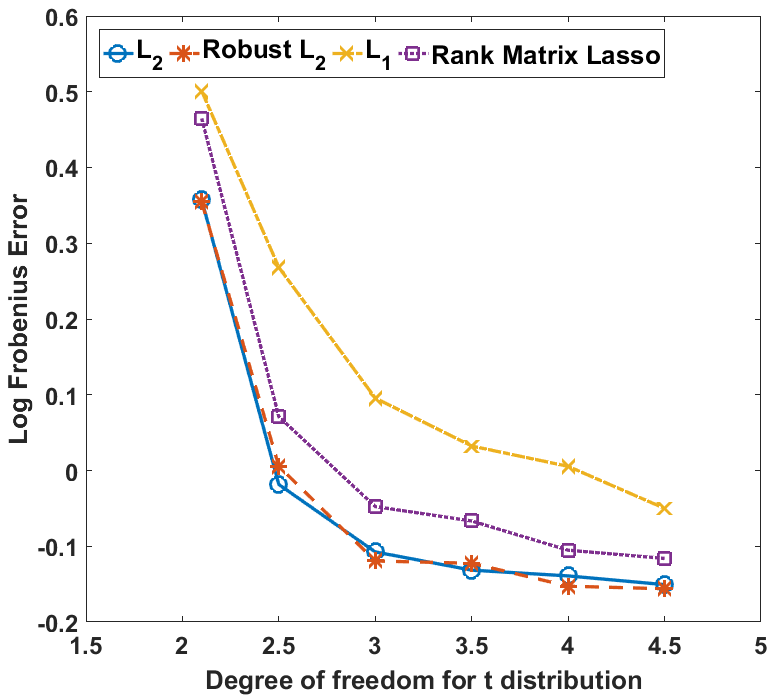 L2 Robust L2 L1 Rank Matrix Lasso
0.6
0.5
0.4
0.3
0.2
0.1
0
-0.1
-0.2
Log Frobenius Error
1.5 2 2.5 3 3.5 4 4.5 5
Degree of freedom for t distribution